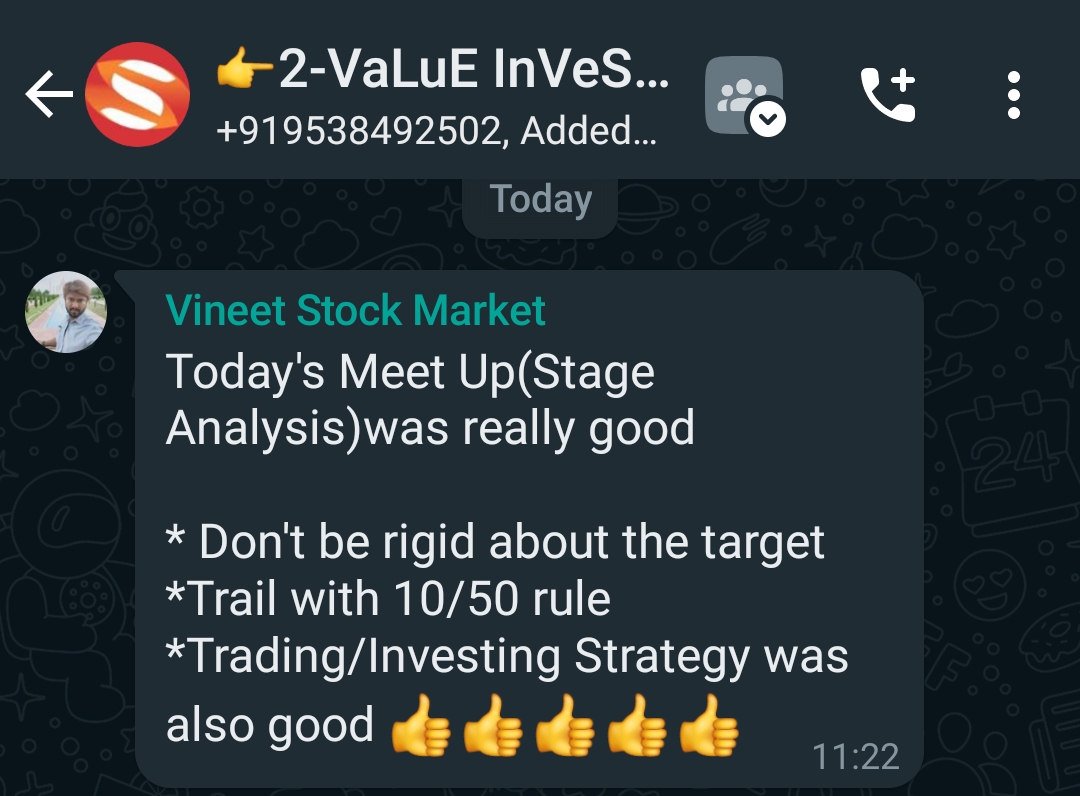 👉2-VaLuE InVeS...
+919538492502, Added...
Today
Vineet Stock Market
Today's Meet Up(Stage
Analysis)was really good
* Don't be rigid about the target
*Trail with 10/50 rule
*Trading/Investing Strategy was
also good 👍👍👍👍👍
11:22